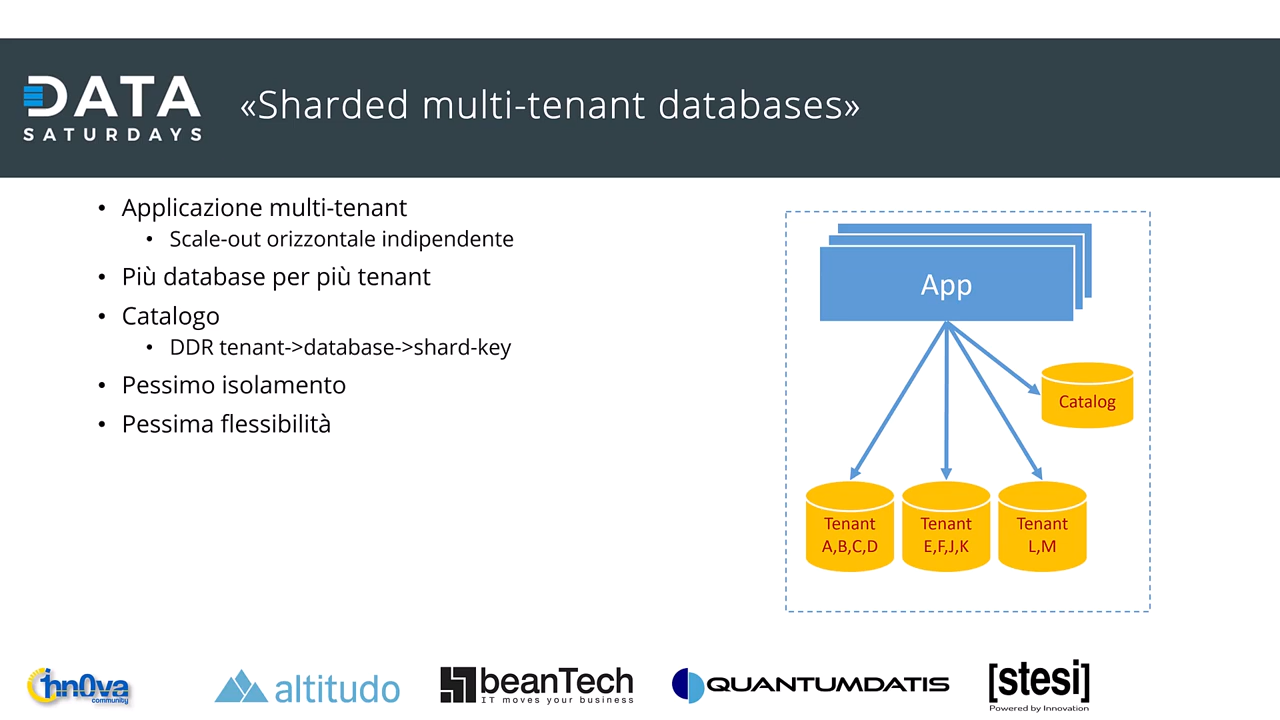 DATA
SATURDAYS
«Sharded multi-tenant databases»
• Applicazione multi-tenant
• Scale-out orizzontale indipendente
• Più database per più tenant
• Catalogo
• DDR tenant->database->shard-key
• Pessimo isolamento
• Pessima flessibilità
App
Catalog
Tenant
A,B,C,D
Tenant
E,F,J,K
Tenant
L,M
1nn0va
community
altitudo
beanTech
IT moves your business
QUANTUMDATIS
[stesi]
Powered by Innovation